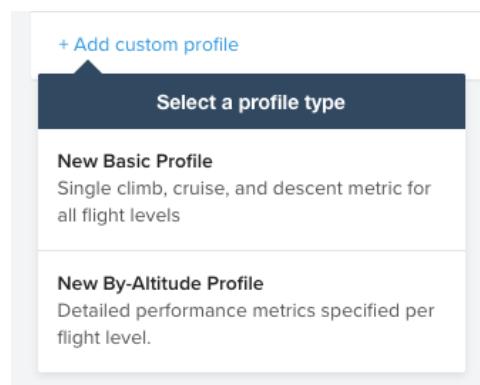 + Add custom profile
Select a profile type
New Basic Profile
Single climb, cruise, and descent metric for
all flight levels
New By-Altitude Profile
Detailed performance metrics specified per
flight level.